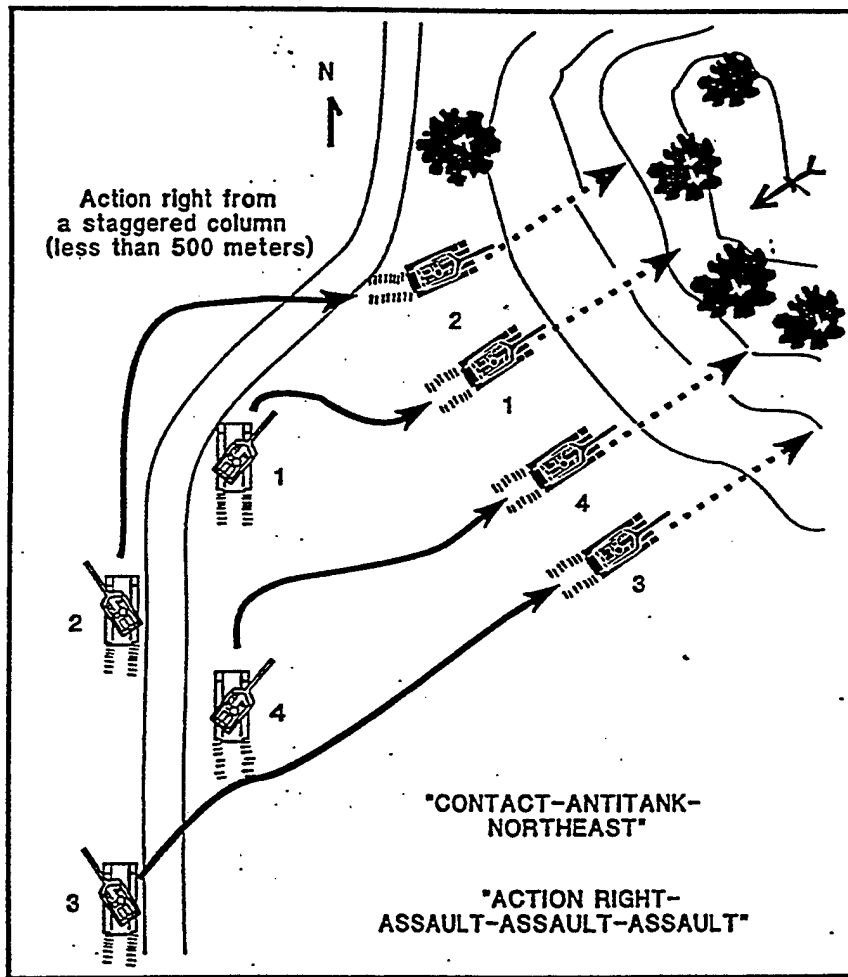 N
Action right from
a staggered column
(less than 500 meters)
2
1
1
4
2
3
4
3
"CONTACT-ANTITANK-
NORTHEAST"
"ACTION RIGHT-
ASSAULT-ASSAULT-ASSAULT"